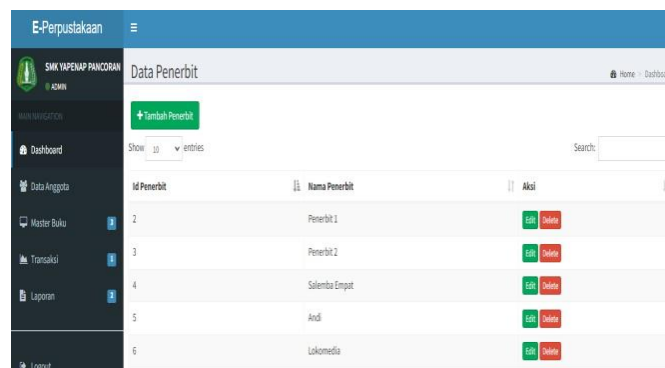 E-Perpustakaan
SMK YAPENAP PANCORAN
ADMIN
MAIN NAVIGATION
Dashboard
Data Anggota
Master Buku 3
Transaksi
Laporan
Logout
Data Penerbit
Home
+Tambah Penerbit
Show 10 entries
Search:
Id Penerbit Nama Penerbit Aksi
2 Penerbit 1 Edit Delete
3 Penerbit 2 Edit Delete
4 Salemba Empat Edit Delete
5 Andi Edit Delete
6 Lokomedia Edit Delete